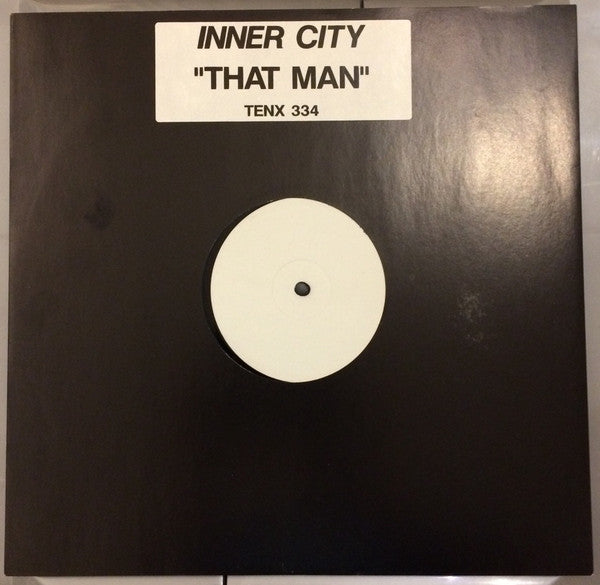 INNER CITY
"THAT MAN"
TENX 334